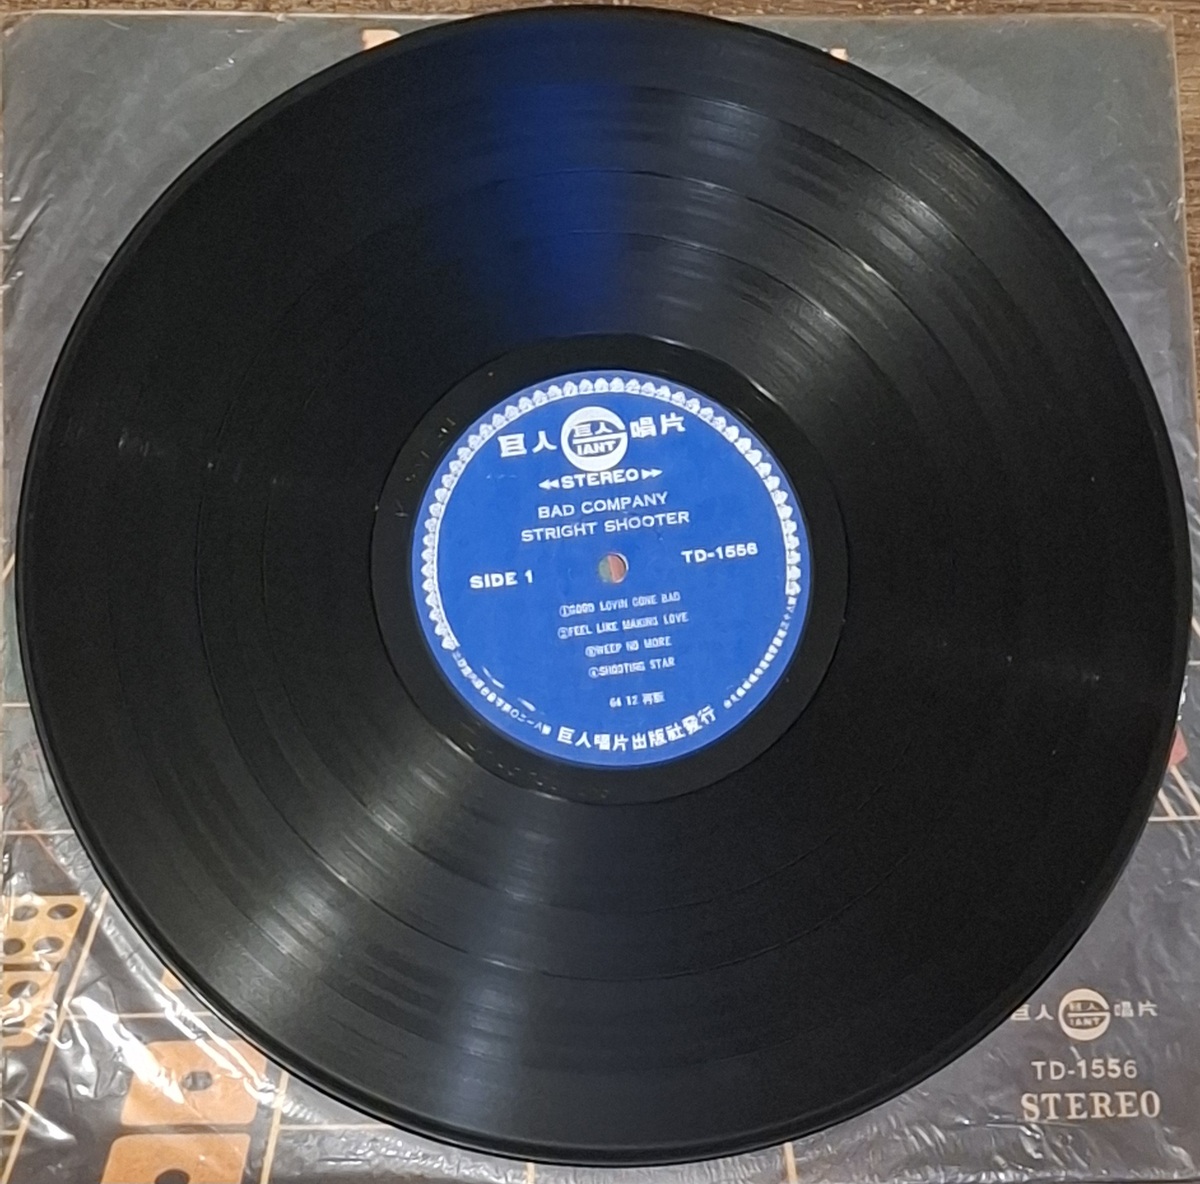 巨人 巨人 GIANT 唱片
STEREO
BAD COMPANY
STRIGHT SHOOTER
SIDE 1
TD-1556
①GOOD LOVIN GONE BAD
②FEEL LIKE MAKING LOVE
③WEEP NO MORE
④SHOOTING STAR
64 12 再版
巨人唱片出版社發行
巨人 巨人 GIANT 唱片
TD-1556
STEREO